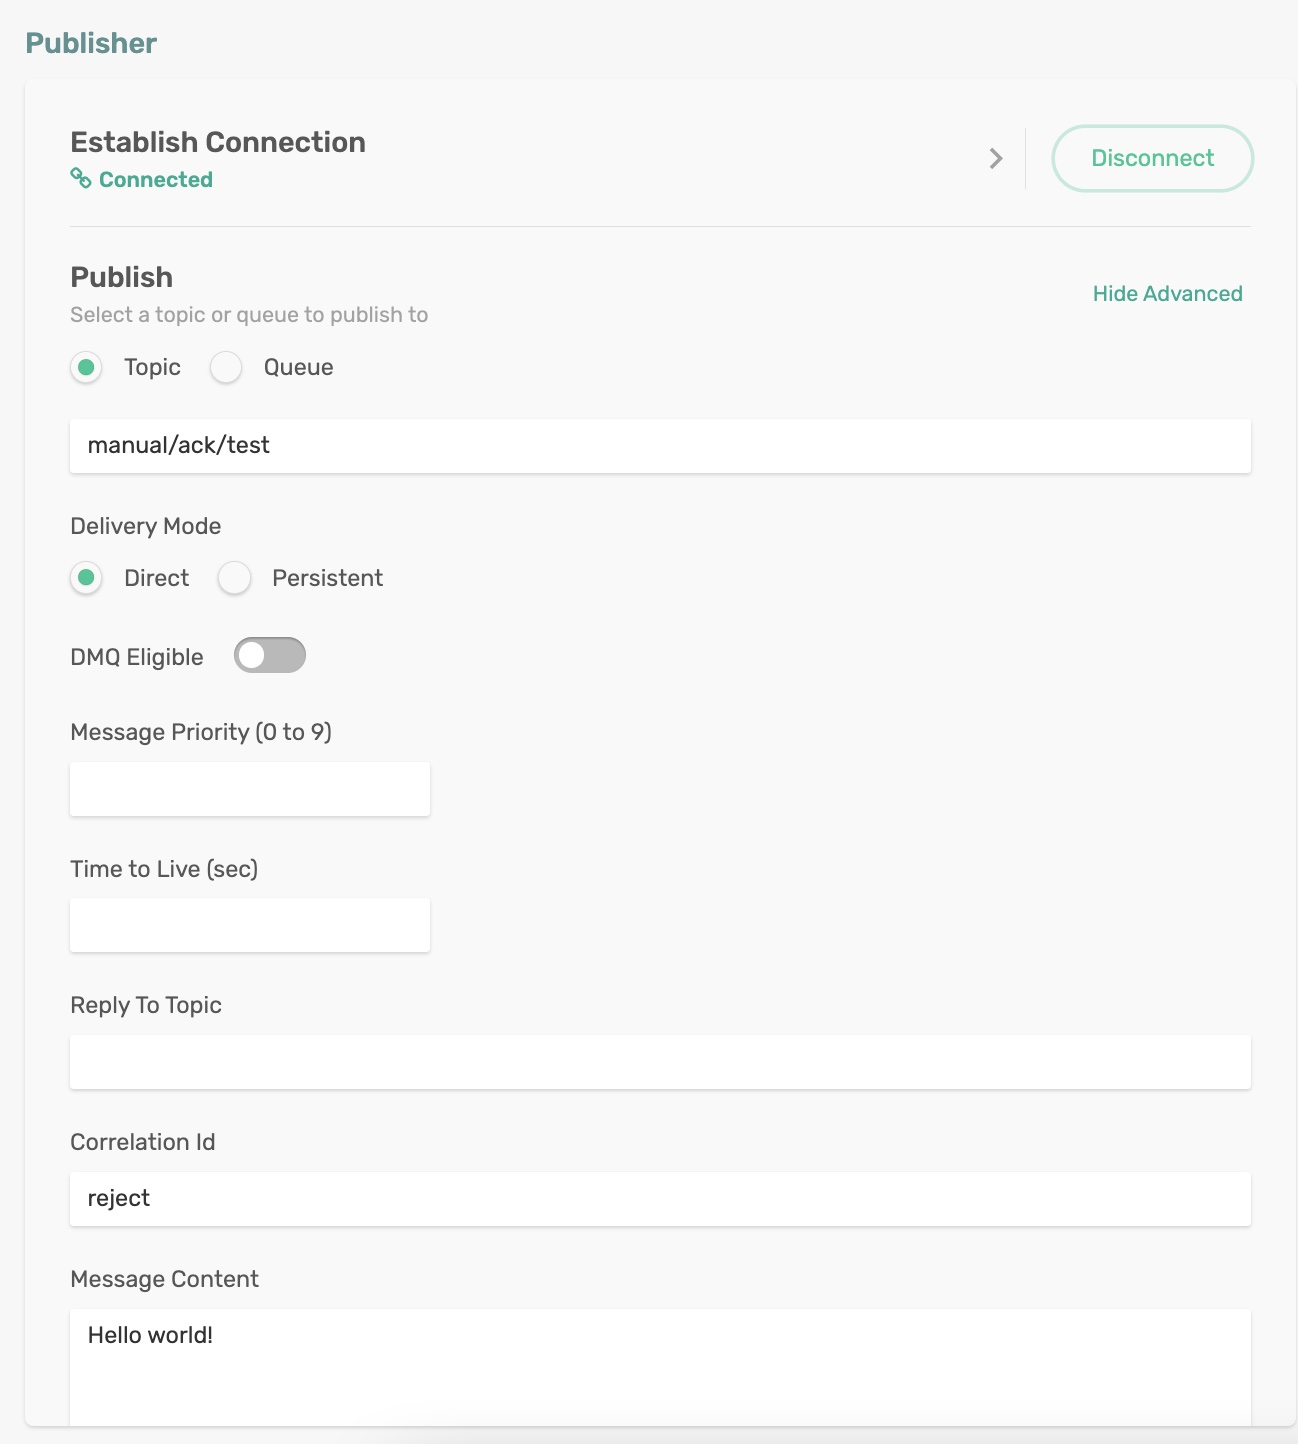 Publisher
Establish Connection
Connected
Disconnect
Publish
Select a topic or queue to publish to
Hide Advanced
Topic Queue
manual/ack/test
Delivery Mode
Direct Persistent
DMQ Eligible
Message Priority (0 to 9)
Time to Live (sec)
Reply To Topic
Correlation Id
reject
Message Content
Hello world!